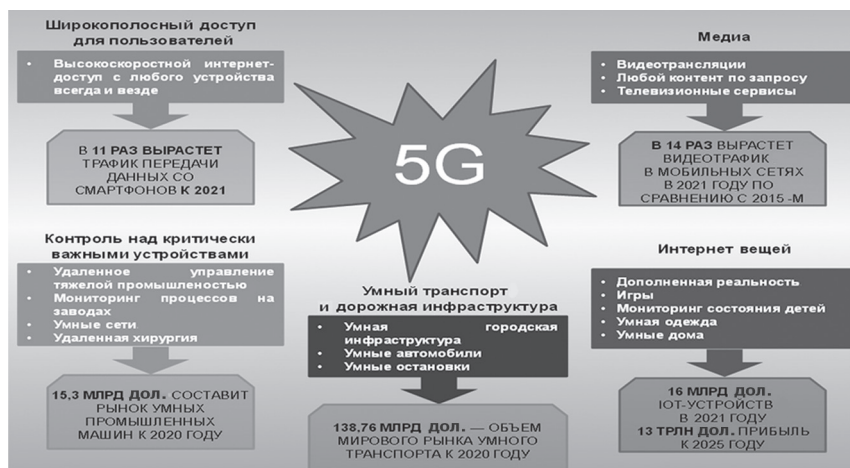 Широкополосный доступ
для пользователей
• Высокоскоростной интернет-
доступ с любого устройства
всегда и везде
В 11 РАЗ ВЫРАСТЕТ
ТРАФИК ПЕРЕДАЧИ
ДАННЫХ СО
СМАРТФОНОВ К 2021
5G
Медиа
• Видеотрансляции
• Любой контент по запросу
• Телевизионные сервисы
В 14 РАЗ ВЫРАСТЕТ
ВИДЕОТРАФИК
В МОБИЛЬНЫХ СЕТЯХ
В 2021 ГОДУ ПО
СРАВНЕНИЮ С 2015 -М
Контроль над критически
важными устройствами
• Удаленное управление
тяжелой промышленостью
• Мониторинг процессов на
заводах
• Умные сети
• Удаленная хирургия
15,3 МЛРД ДОЛ. СОСТАВИТ
РЫНОК УМНЫХ
ПРОМЫШЛЕННЫХ
МАШИН К 2020 ГОДУ
Умный транспорт
и дорожная инфраструктура
• Умная городская
инфраструктура
• Умные автомобили
• Умные остановки
138,76 МЛРД ДОЛ. — ОБЪЕМ
МИРОВОГО РЫНКА УМНОГО
ТРАНСПОРТА К 2020 ГОДУ
Интернет вещей
• Дополненная реальность
• Игры
• Мониторинг состояния детей
• Умная одежда
• Умные дома
16 МЛРД ДОЛ.
IOT-УСТРОЙСТВ
В 2021 ГОДУ
13 ТРЛН ДОЛ. ПРИБЫЛЬ
К 2025 ГОДУ